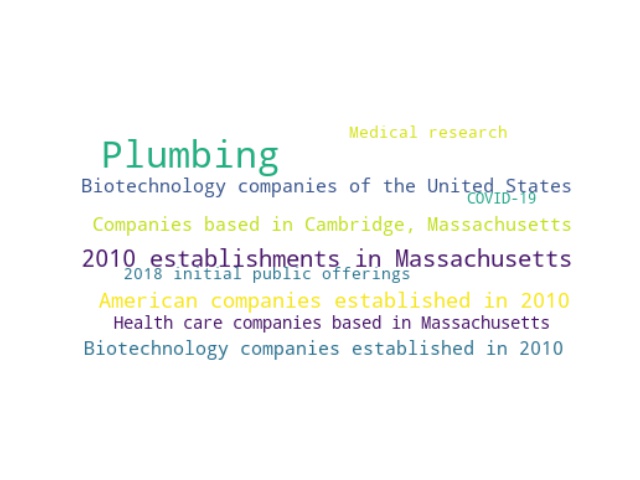 Medical research
Plumbing
Biotechnology companies of the United States
COVID-19
Companies based in Cambridge, Massachusetts
2010 establishments in Massachusetts
2018 initial public offerings
American companies established in 2010
Health care companies based in Massachusetts
Biotechnology companies established in 2010